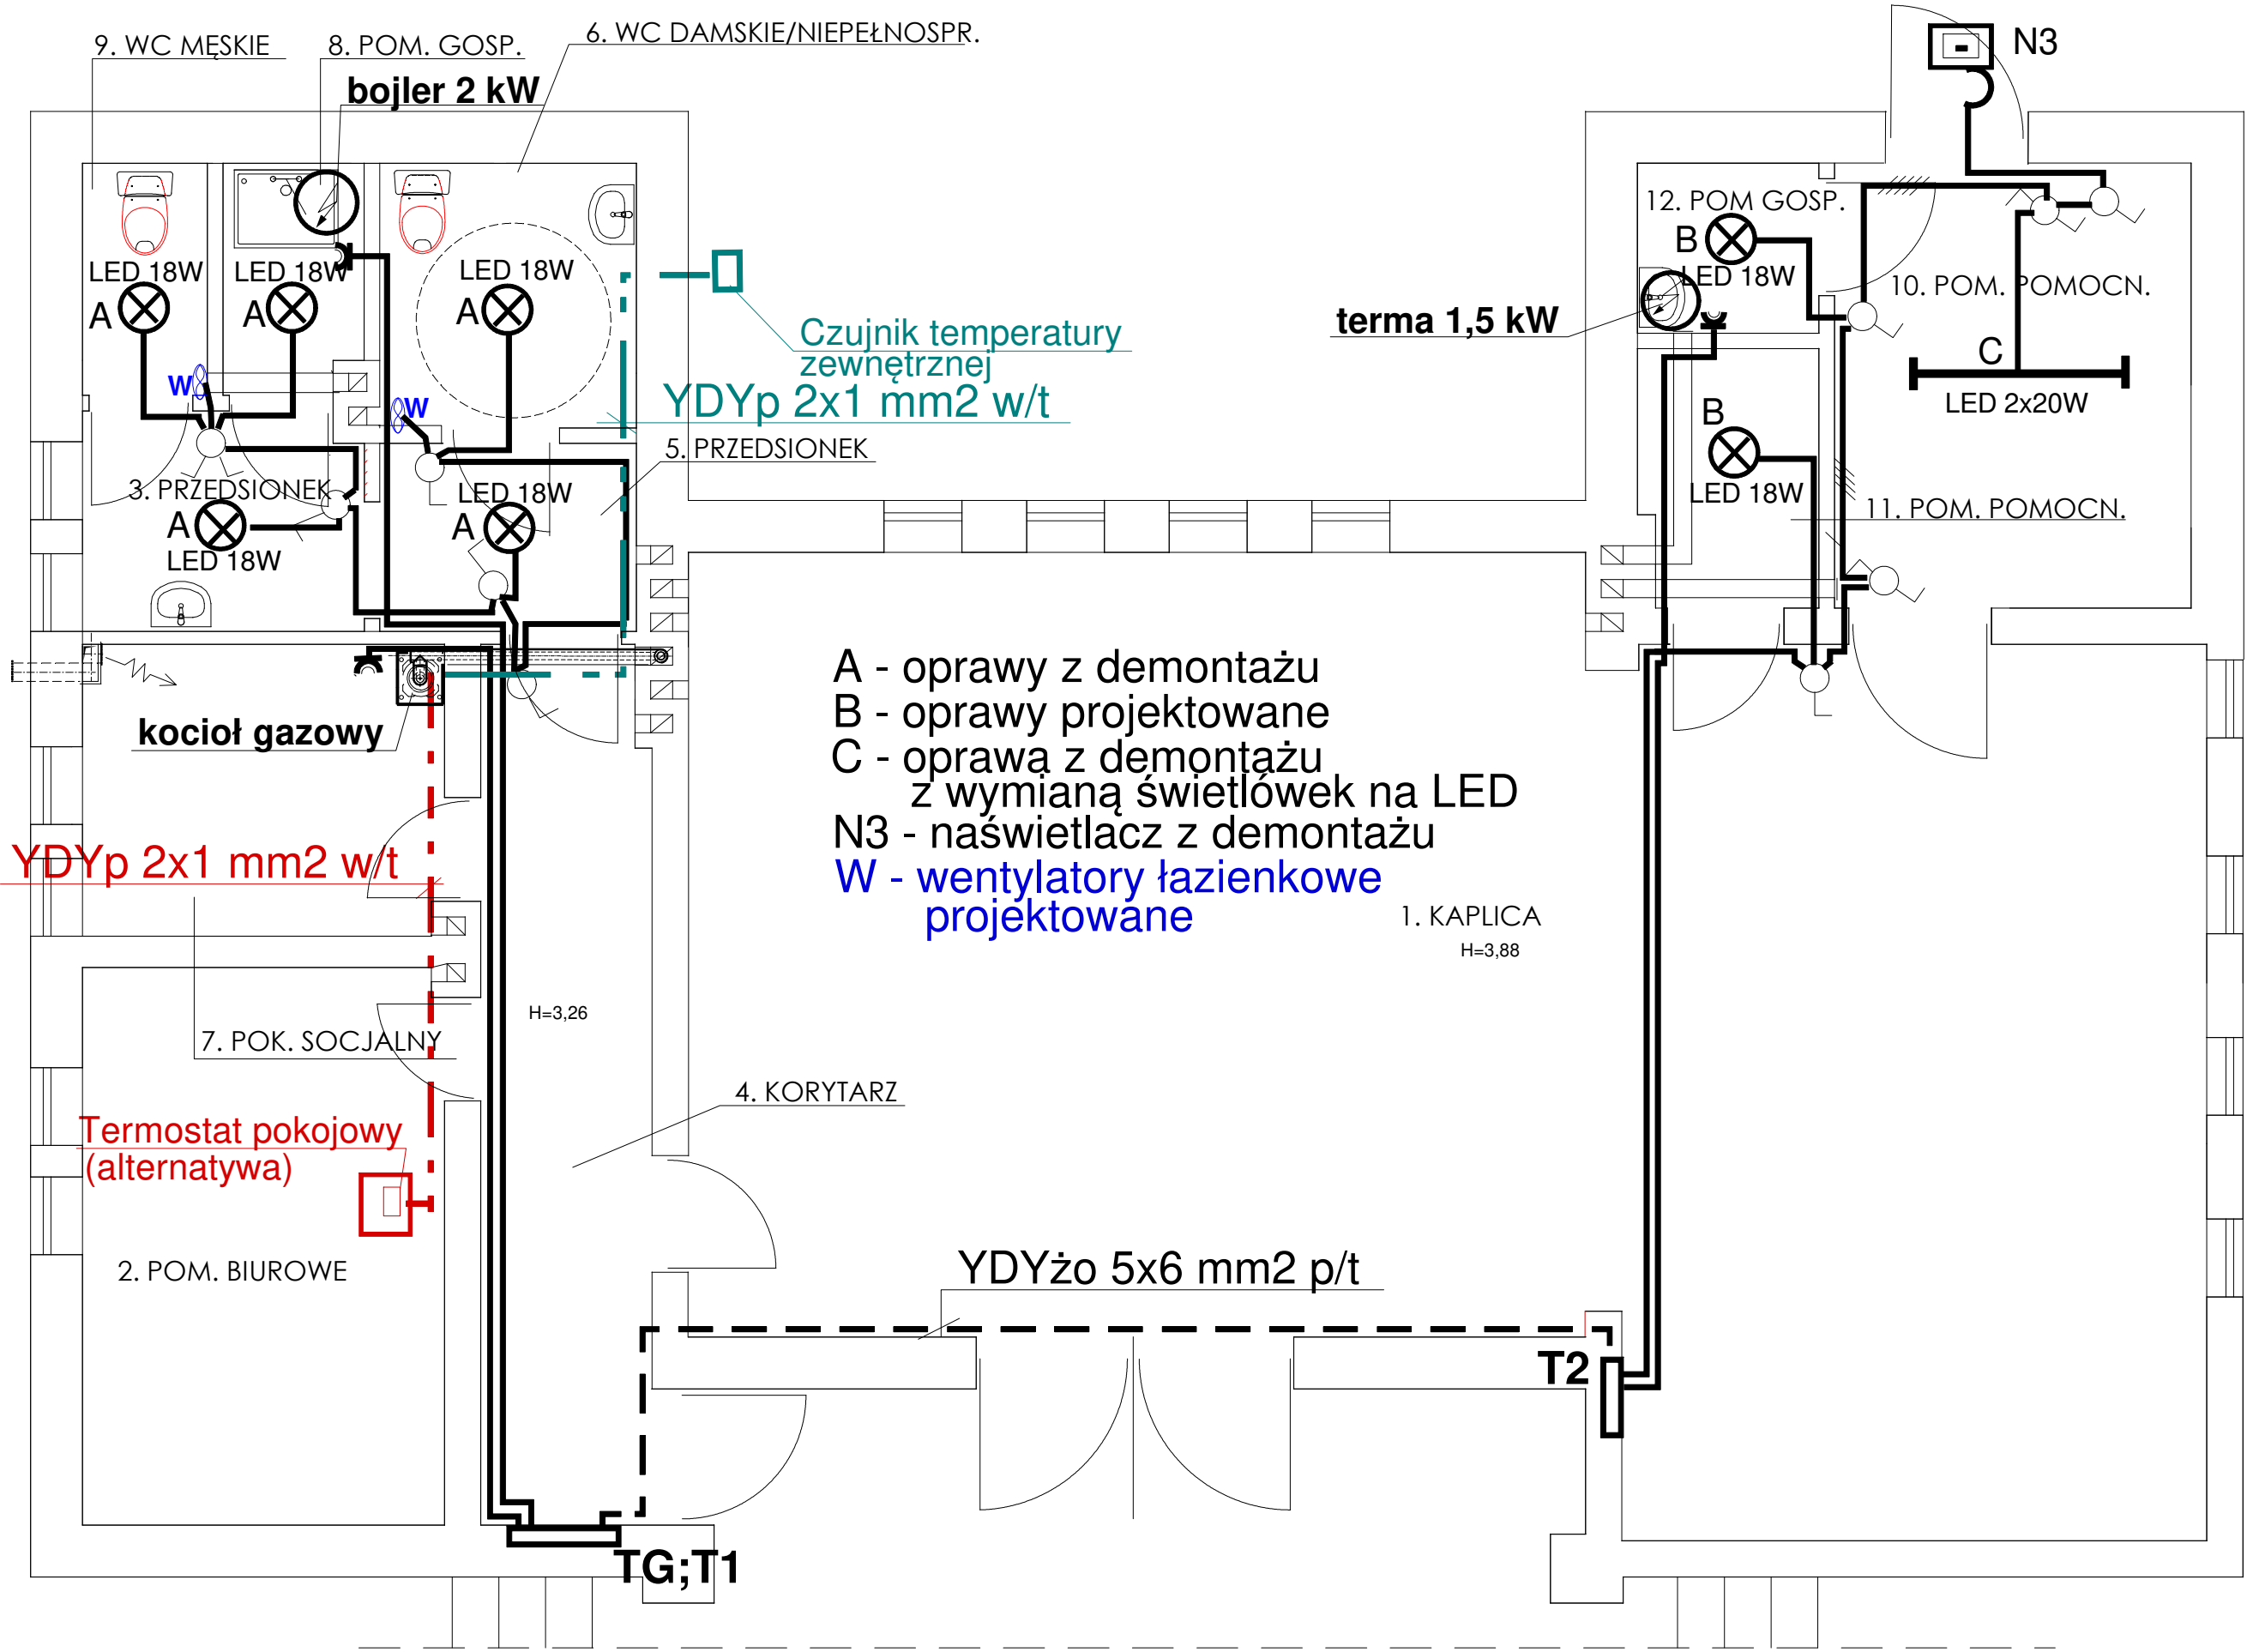 9. WC MĘSKIE
8. POM. GOSP.
6. WC DAMSKIE/NIEPEŁNOSPR.
bojler 2 kW
N3
LED 18W
A
LED 18W
A
LED 18W
A
W
W
Czujnik temperatury
zewnętrznej
YDYp 2x1 mm2 w/t
5. PRZEDSIONEK
3. PRZEDSIONEK
A
LED 18W
LED 18W
A
12. POM GOSP.
B
LED 18W
terma 1,5 kW
10. POM. POMOCN.
C
LED 2x20W
B
LED 18W
11. POM. POMOCN.
A - oprawy z demontażu
B - oprawy projektowane
C - oprawa z demontażu
z wymianą świetlówek na LED
N3 - naświetlacz z demontażu
W - wentylatory łazienkowe
projektowane
kocioł gazowy
YDYp 2x1 mm2 w/t
1. KAPLICA
H=3,88
H=3,26
7. POK. SOCJALNY
4. KORYTARZ
Termostat pokojowy
(alternatywa)
2. POM. BIUROWE
YDYżo 5x6 mm2 p/t
T2
TG;T1